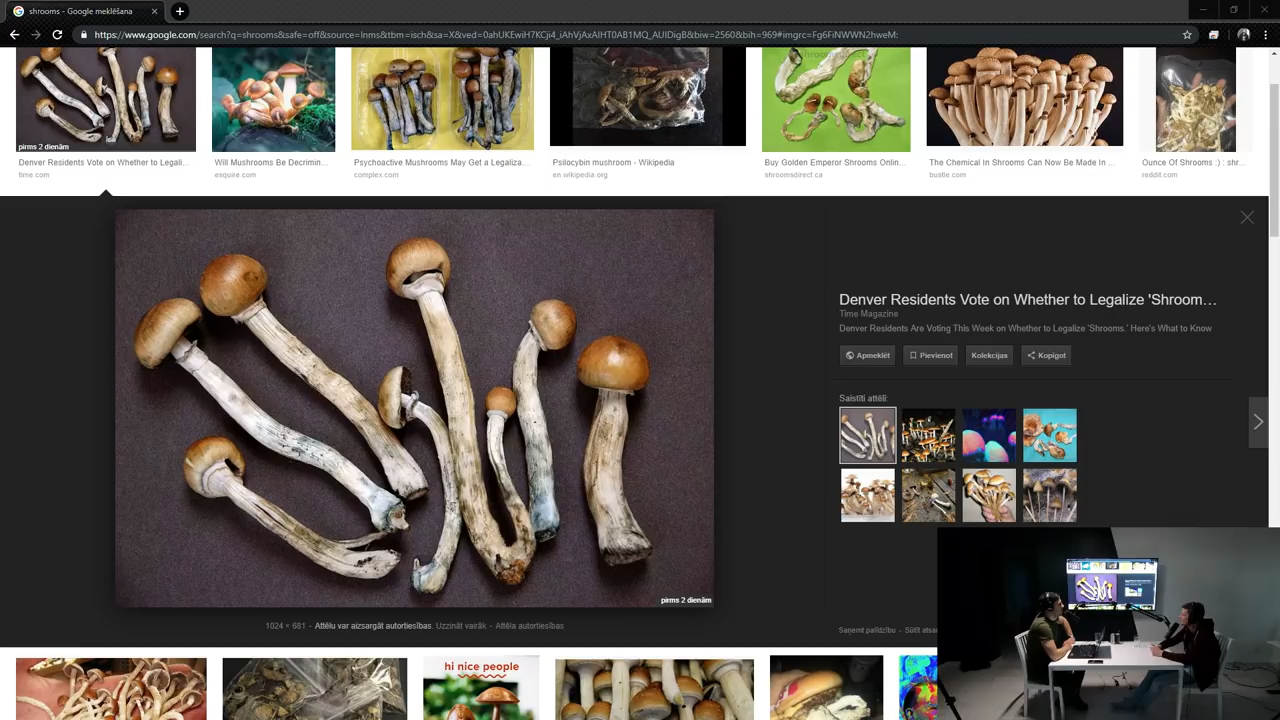 shrooms - Google meklēšana
https://www.google.com/search?q=shrooms&safe=off&source=lnms&tbm=isch&sa=X&ved=0ahUKEwiH7KCji4_iAhVjAxAIHT0AB1MQ_AUIDigB&biw=2560&bih=969#imgrc=Fg6FiNWWN2hweM:
pirms 2 dienām
Denver Residents Vote on Whether to Legali...
time.com
Will Mushrooms Be Decrimin...
esquire.com
Psychoactive Mushrooms May Get a Legaliza...
complex.com
Psilocybin mushroom - Wikipedia
en.wikipedia.org
Buy Golden Emperor Shrooms Onlin...
shroomsdirect.ca
The Chemical In Shrooms Can Now Be Made In ...
bustle.com
Ounce Of Shrooms :) : shr...
reddit.com
Denver Residents Vote on Whether to Legalize 'Shroom...
Time Magazine
Denver Residents Are Voting This Week on Whether to Legalize 'Shrooms.' Here's What to Know
Apmeklēt
Pievienot
Kolekcijas
Kopīgot
Saistīti attēli:
pirms 2 dienām
1024 × 681 - Attēlu var aizsargāt autortiesības. Uzzināt vairāk - Attēla autortiesības
Saņemt palīdzību - Sūtīt atsa
hi nice people